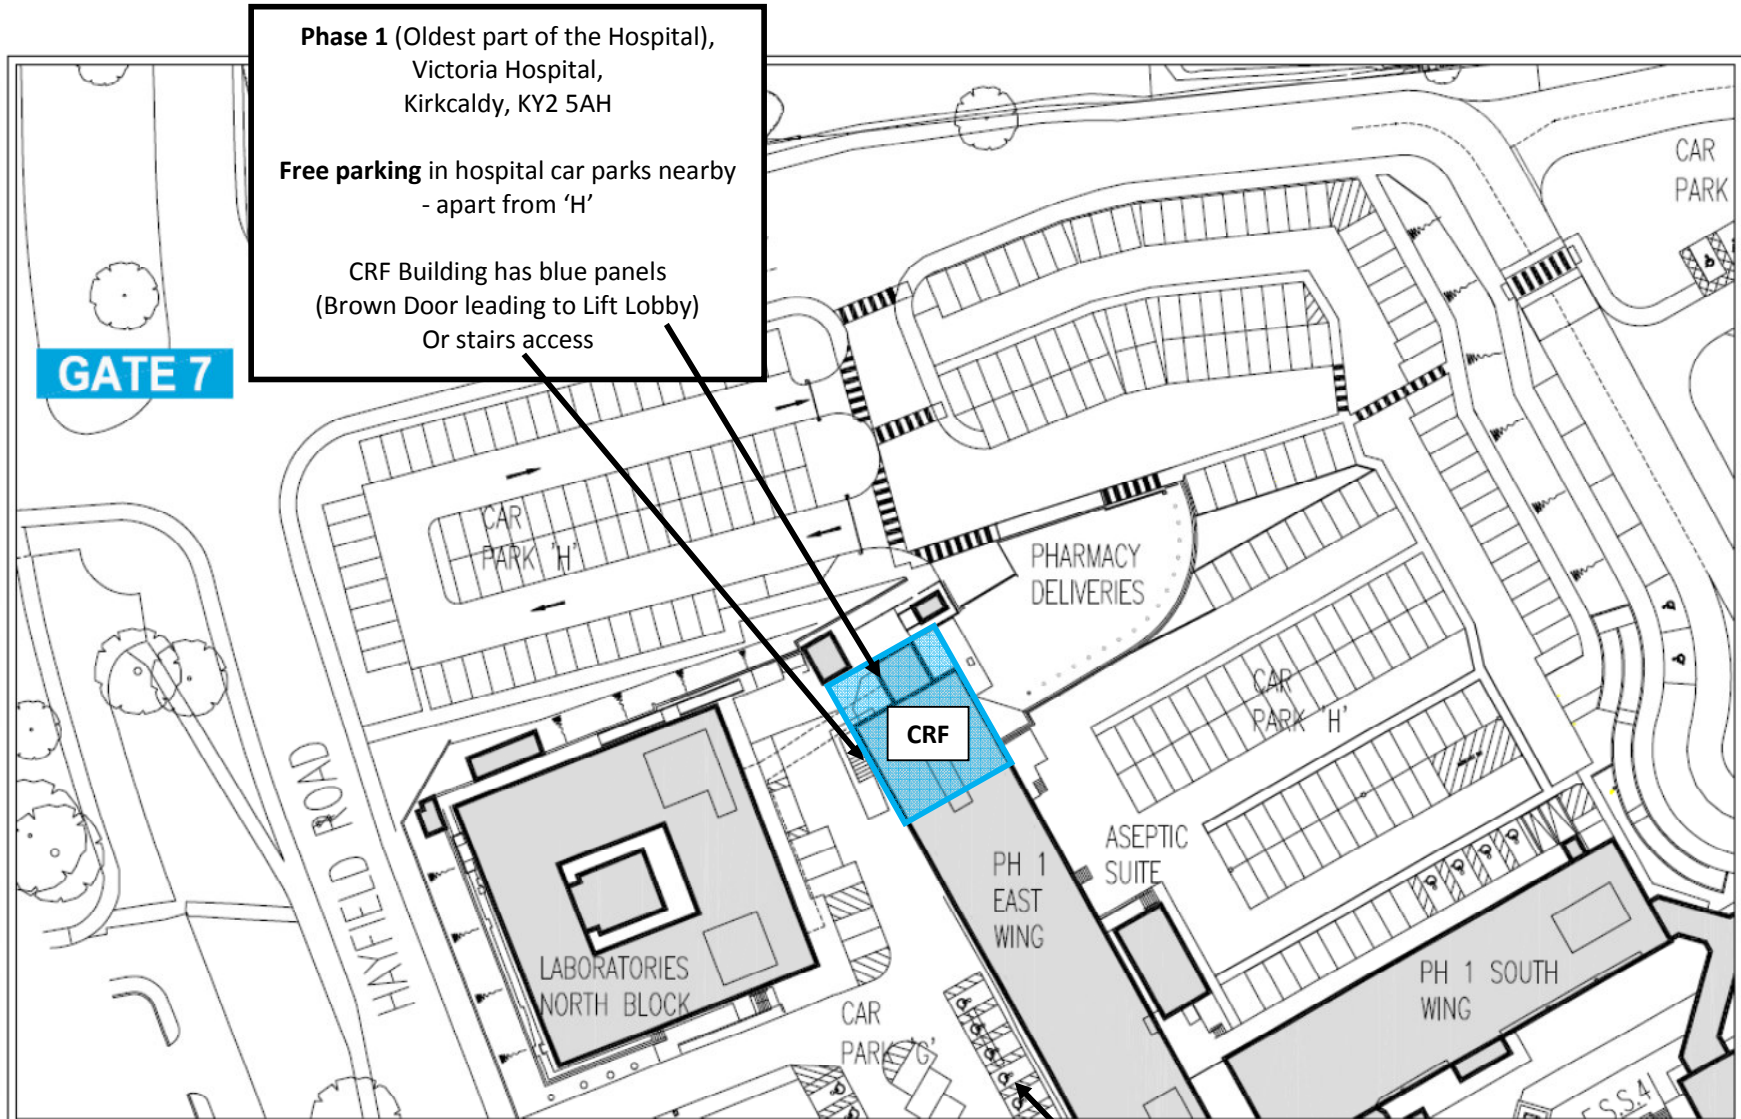 Phase 1 (Oldest part of the Hospital),
Victoria Hospital,
Kirkcaldy, KY2 5AH
Free parking in hospital car parks nearby
- apart from ‘H’
CRF Building has blue panels
(Brown Door leading to Lift Lobby)
Or stairs access
GATE 7
CAR
PARK
CAR
PARK 'H'
PHARMACY
DELIVERIES
CAR
PARK 'H'
CRF
HAYFIELD ROAD
ASEPTIC
SUITE
PH 1
EAST
WING
LABORATORIES
NORTH BLOCK
PH 1 SOUTH
WING
CAR
PARK 'G'
S.S.4